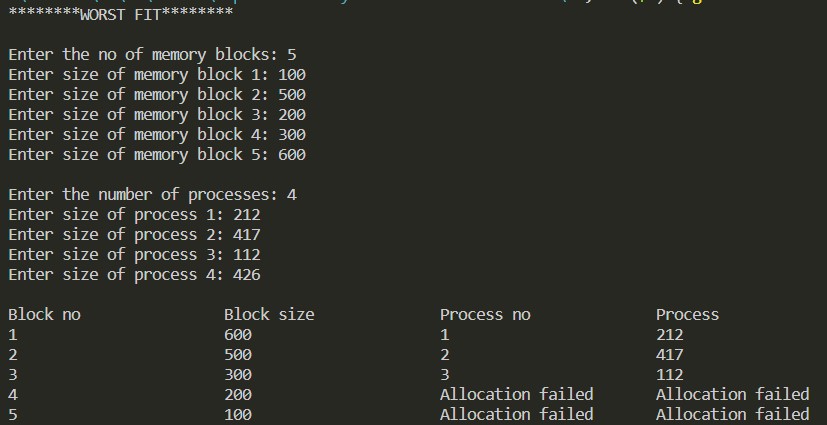 ********WORST FIT********
Enter the no of memory blocks: 5
Enter size of memory block 1: 100
Enter size of memory block 2: 500
Enter size of memory block 3: 200
Enter size of memory block 4: 300
Enter size of memory block 5: 600
Enter the number of processes: 4
Enter size of process 1: 212
Enter size of process 2: 417
Enter size of process 3: 112
Enter size of process 4: 426
Block no Block size Process no Process
1 600 1 212
2 500 2 417
3 300 3 112
4 200 Allocation failed Allocation failed
5 100 Allocation failed Allocation failed